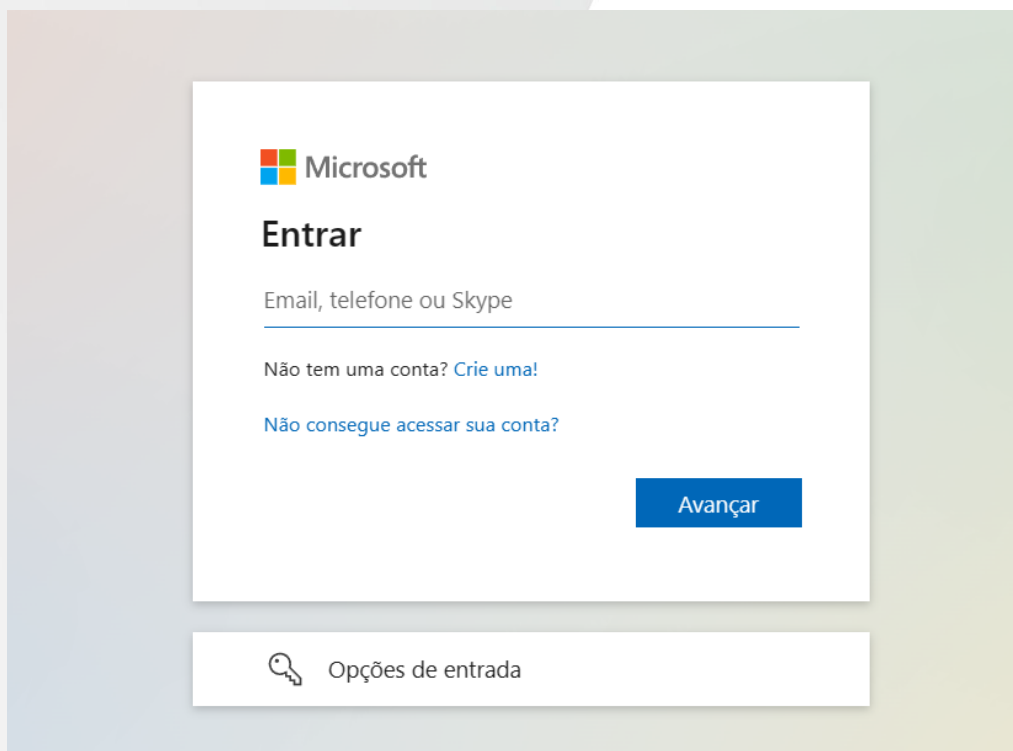 Microsoft
Entrar
Email, telefone ou Skype
Não tem uma conta? Crie uma!
Não consegue acessar sua conta?
Avançar
Opções de entrada